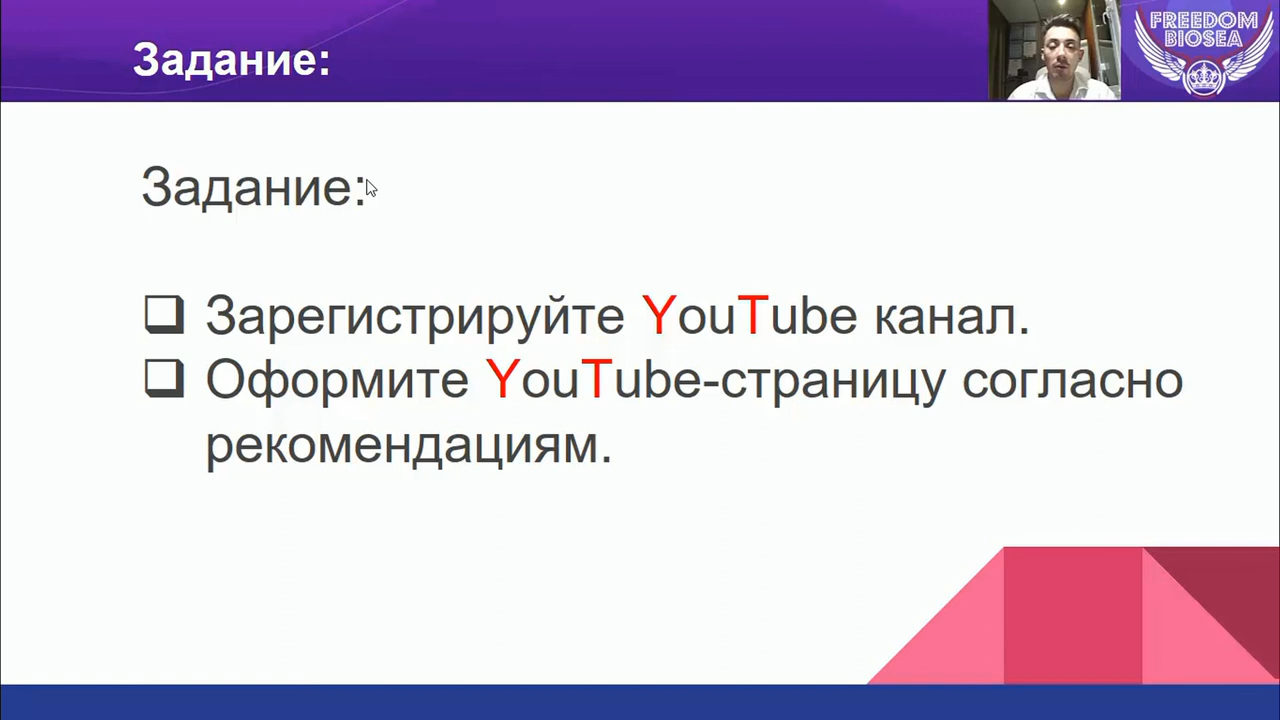 Задание:
FREEDOM
BIOSEA
Задание:
Зарегистрируйте YouTube канал.
Оформите YouTube-страницу согласно
рекомендациям.